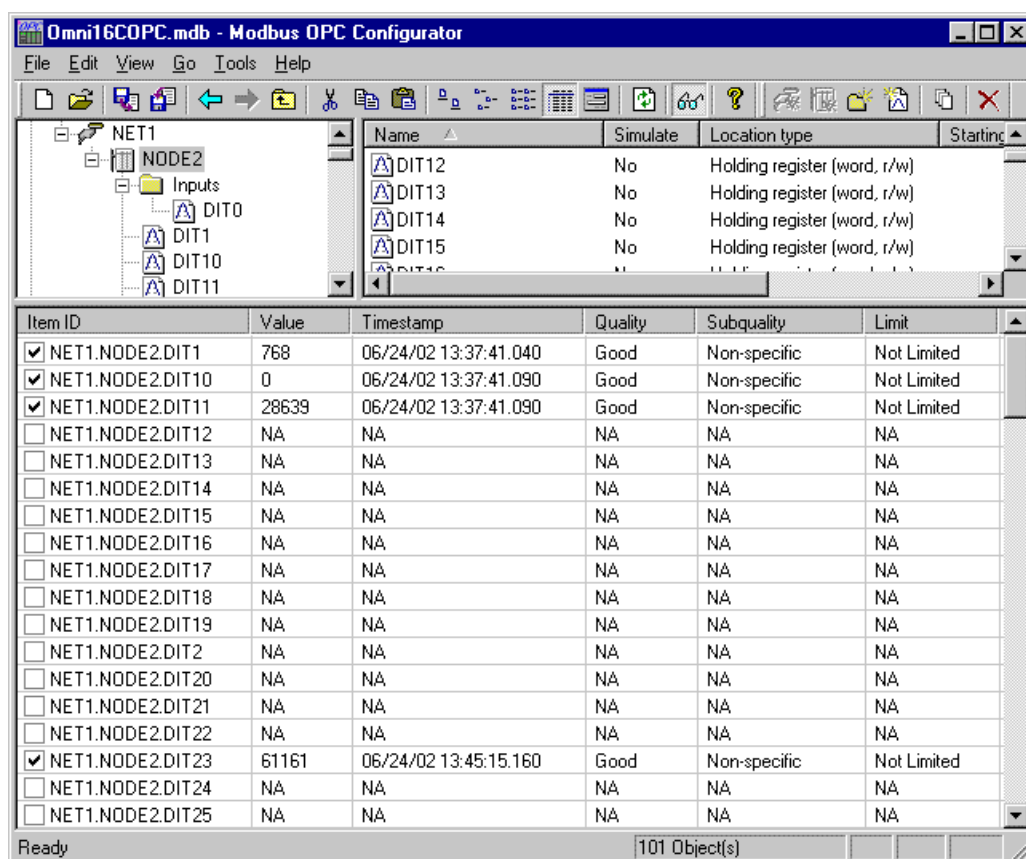 Omni16COPC.mdb - Modbus OPC Configurator
File Edit View Go Tools Help
NET1
NODE2
Inputs
DIT0
DIT1
DIT10
DIT11
Name Simulate Location type Starting
DIT12 No Holding register (word, r/w)
DIT13 No Holding register (word, r/w)
DIT14 No Holding register (word, r/w)
DIT15 No Holding register (word, r/w)
Item ID Value Timestamp Quality Subquality Limit
NET1.NODE2.DIT1 768 06/24/02 13:37:41.040 Good Non-specific Not Limited
NET1.NODE2.DIT10 0 06/24/02 13:37:41.090 Good Non-specific Not Limited
NET1.NODE2.DIT11 28639 06/24/02 13:37:41.090 Good Non-specific Not Limited
NET1.NODE2.DIT12 NA NA NA NA NA
NET1.NODE2.DIT13 NA NA NA NA NA
NET1.NODE2.DIT14 NA NA NA NA NA
NET1.NODE2.DIT15 NA NA NA NA NA
NET1.NODE2.DIT16 NA NA NA NA NA
NET1.NODE2.DIT17 NA NA NA NA NA
NET1.NODE2.DIT18 NA NA NA NA NA
NET1.NODE2.DIT19 NA NA NA NA NA
NET1.NODE2.DIT2 NA NA NA NA NA
NET1.NODE2.DIT20 NA NA NA NA NA
NET1.NODE2.DIT21 NA NA NA NA NA
NET1.NODE2.DIT22 NA NA NA NA NA
NET1.NODE2.DIT23 61161 06/24/02 13:45:15.160 Good Non-specific Not Limited
NET1.NODE2.DIT24 NA NA NA NA NA
NET1.NODE2.DIT25 NA NA NA NA NA
Ready 101 Object(s)